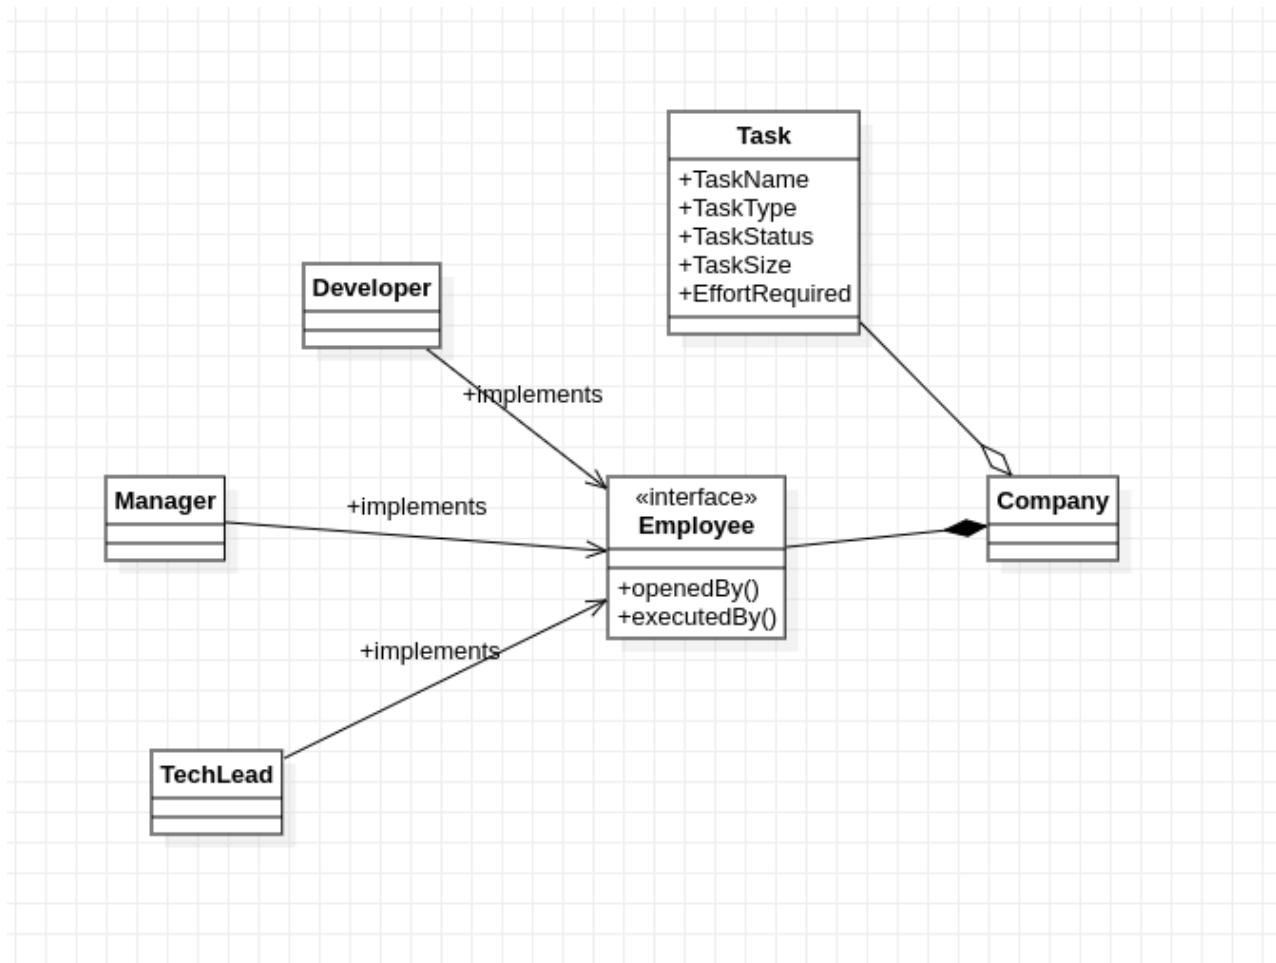 Task
+TaskName
+TaskType
+TaskStatus
+TaskSize
+EffortRequired
Developer
+implements
Manager
+implements
«interface»
Employee
+openedBy()
+executedBy()
Company
+implements
TechLead